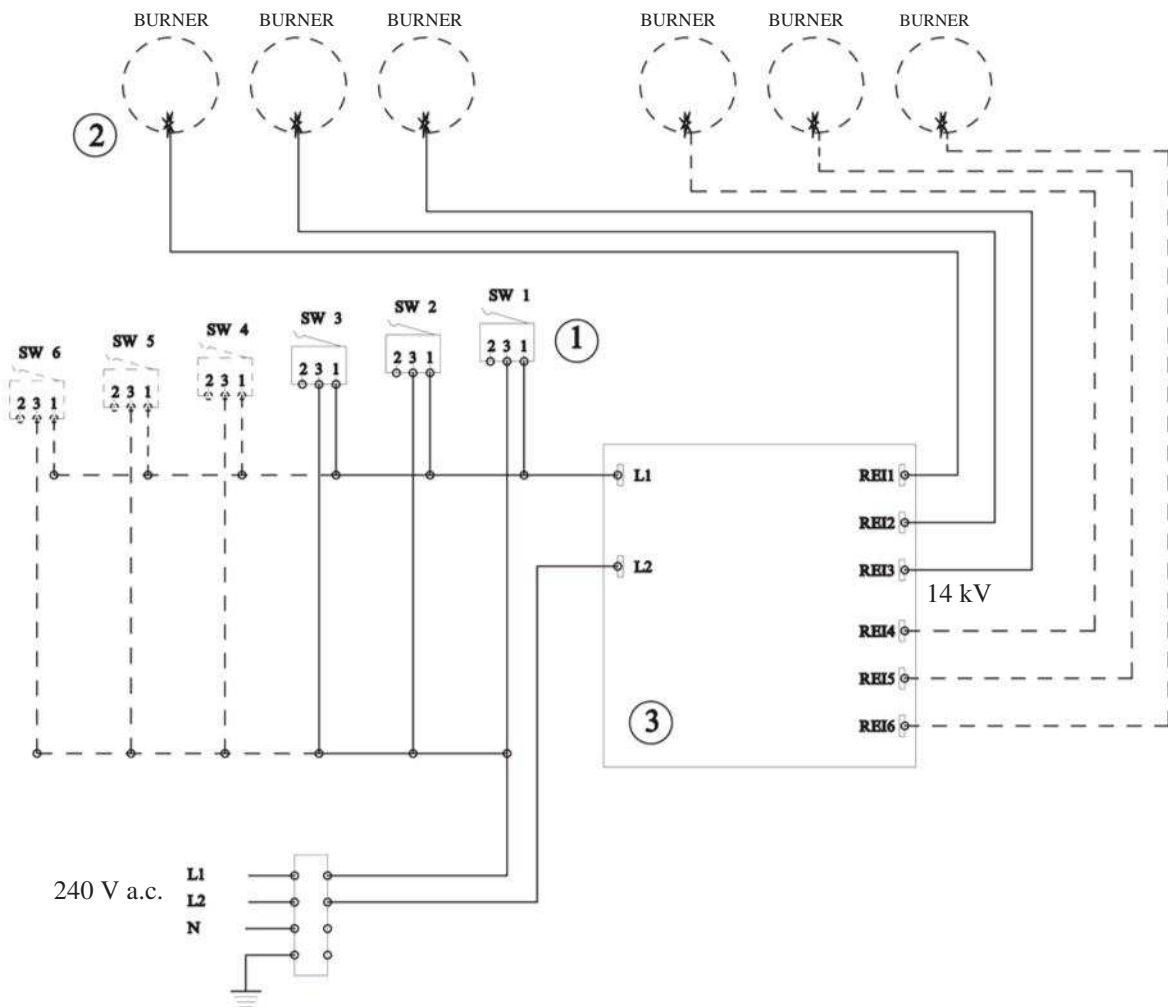 BURNER BURNER BURNER BURNER BURNER BURNER
2
SW 1
SW 2
SW 3
SW 4
SW 5
SW 6
1
2 3 1
2 3 1
2 3 1
2 3 1
2 3 1
2 3 1
L1
REI1
REI2
L2
REI3
14 kV
REI4
REI5
3
REI6
240 V a.c.
L1
L2
N